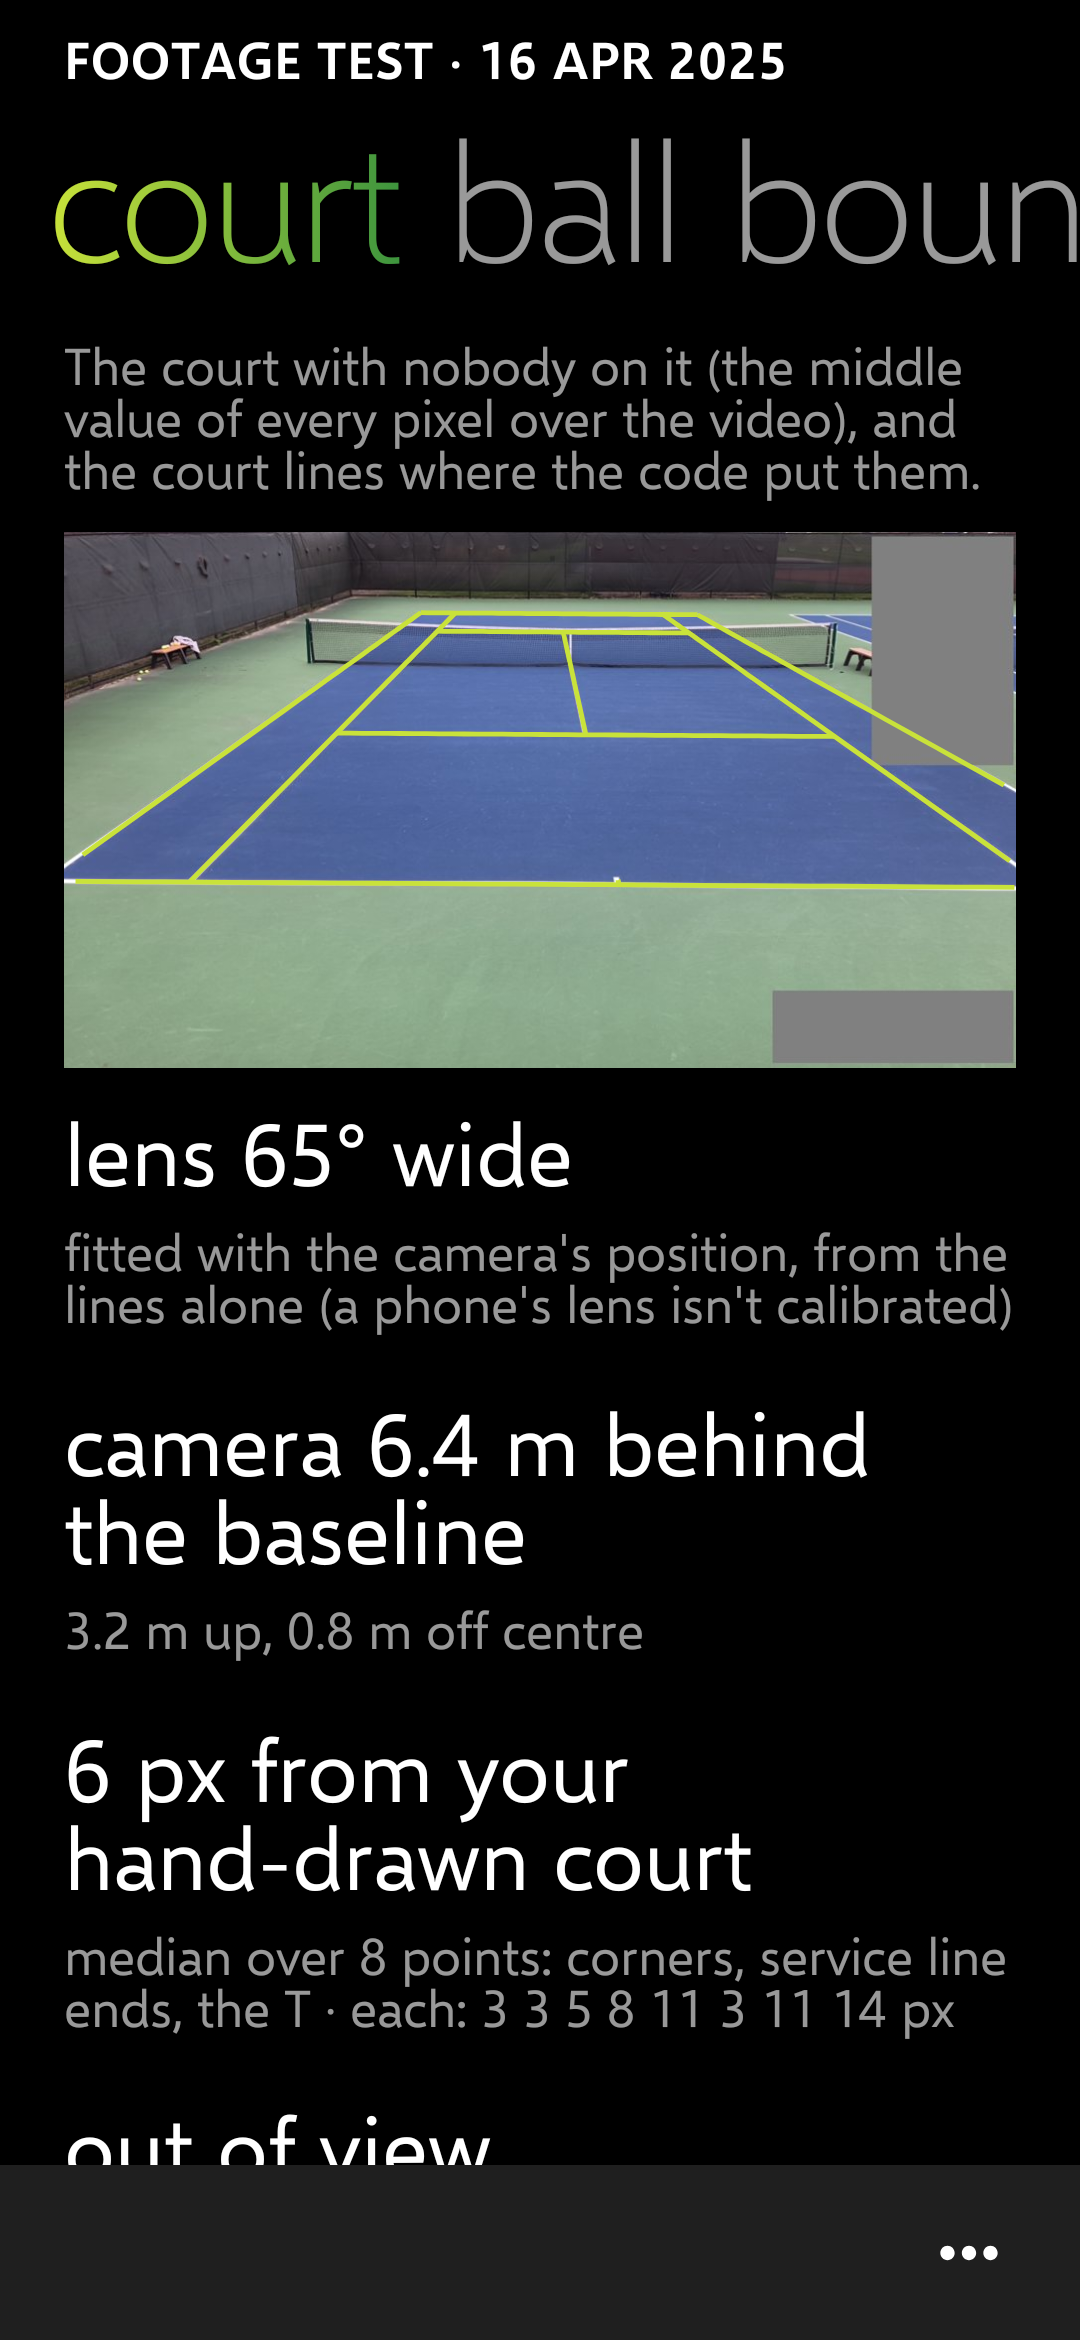 FOOTAGE TEST · 16 APR 2025
court ball boun
The court with nobody on it (the middle
value of every pixel over the video), and
the court lines where the code put them.
lens 65° wide
fitted with the camera's position, from the
lines alone (a phone's lens isn't calibrated)
camera 6.4 m behind
the baseline
3.2 m up, 0.8 m off centre
6 px from your
hand-drawn court
median over 8 points: corners, service line
ends, the T · each: 3 3 5 8 11 3 11 14 px
out of view